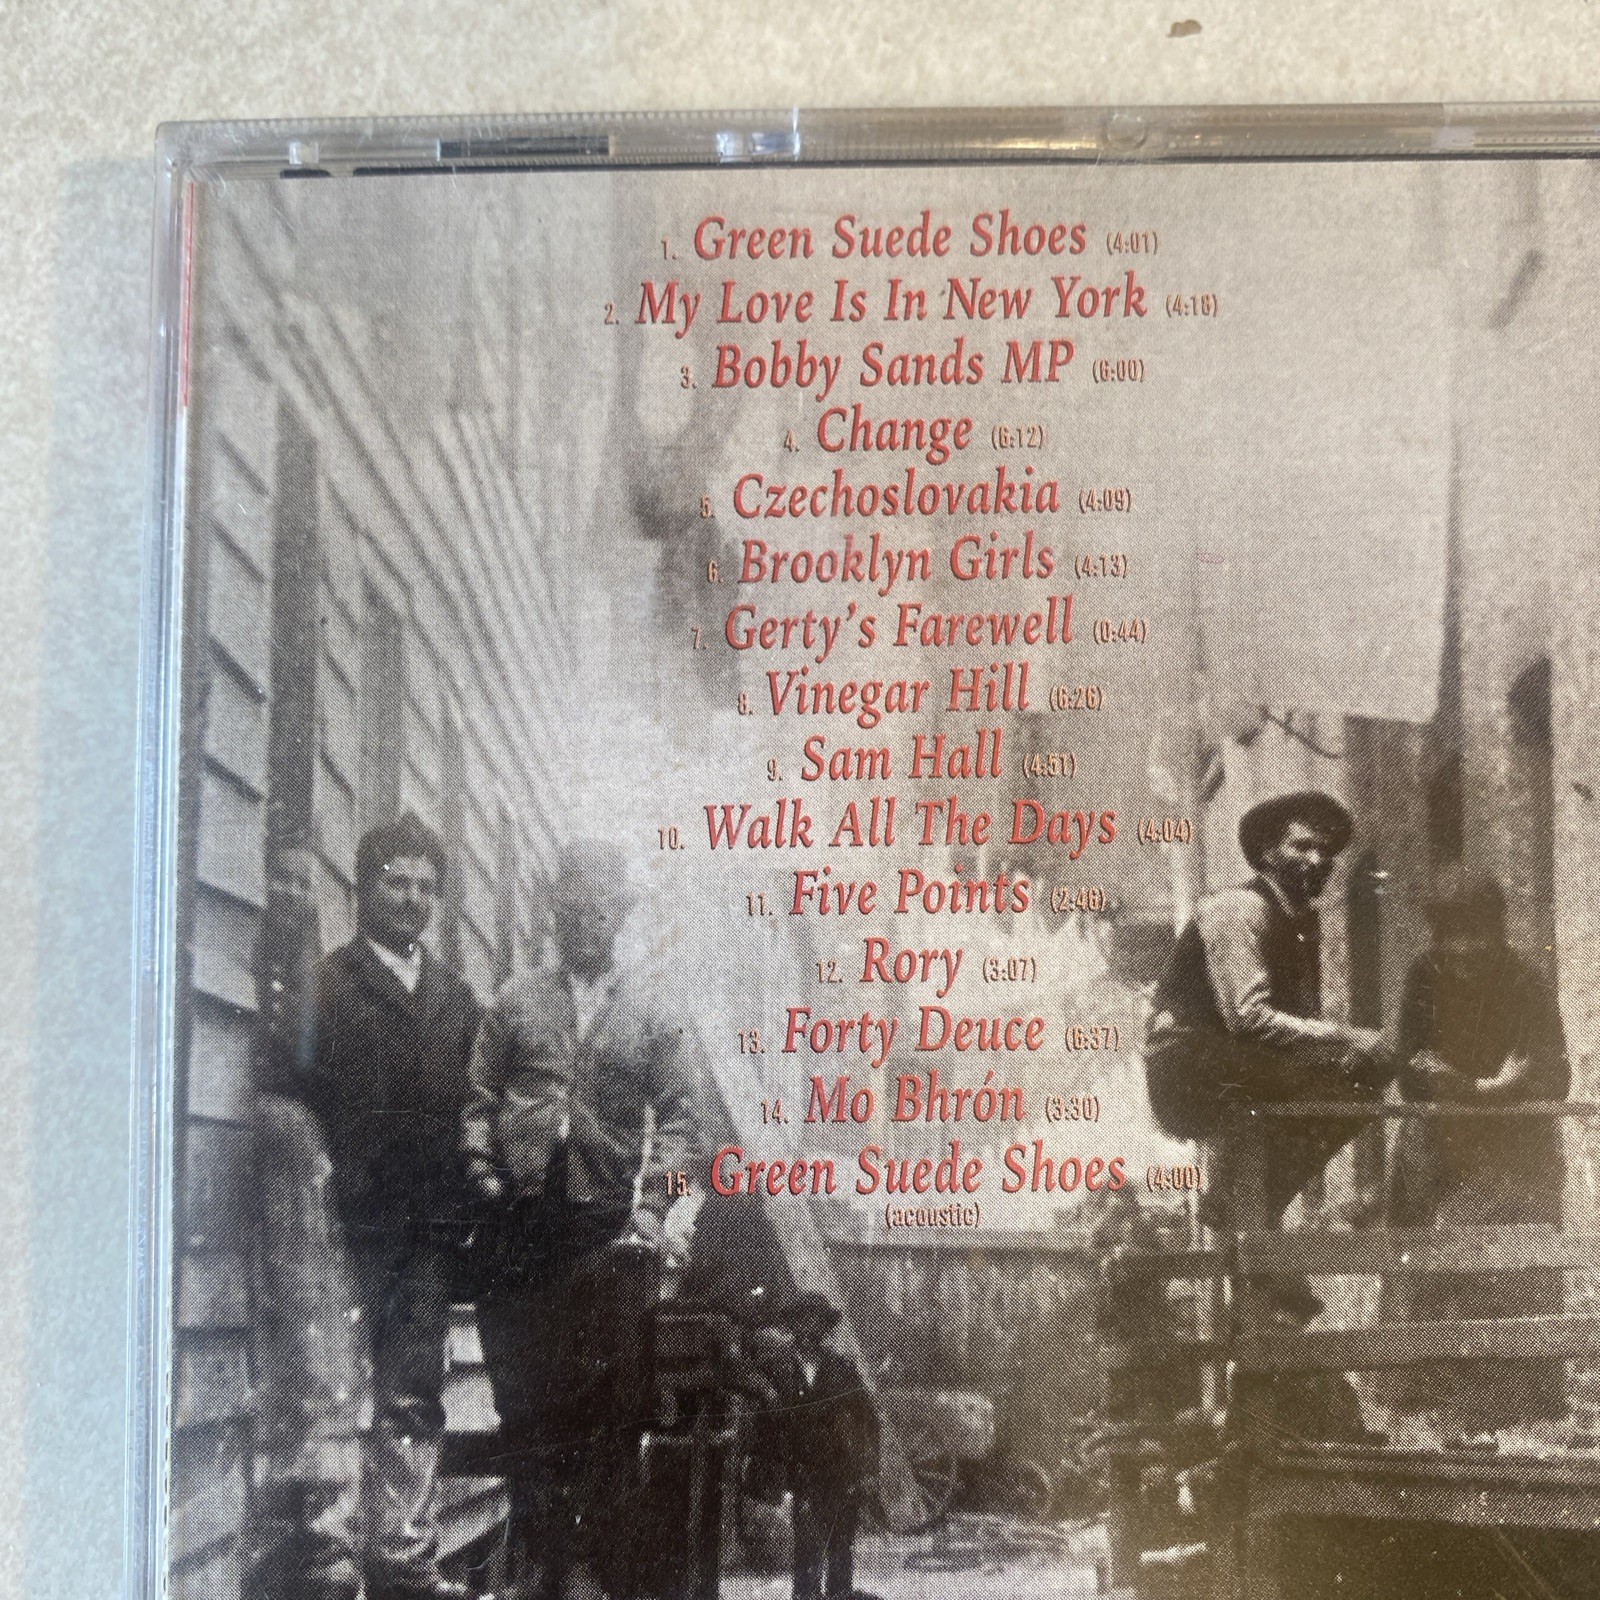 1. Green Suede Shoes (4:01)
2. My Love Is In New York (4:18)
3. Bobby Sands MP (6:00)
4. Change (6:12)
5. Czechoslovakia (4:09)
6. Brooklyn Girls (4:13)
7. Gerty's Farewell (0:44)
8. Vinegar Hill (6:26)
9. Sam Hall (4:51)
10. Walk All The Days (4:04)
11. Five Points (2:46)
12. Rory (3:07)
13. Forty Deuce (6:37)
14. Mo Bhrón (3:30)
15. Green Suede Shoes (4:00)
(acoustic)